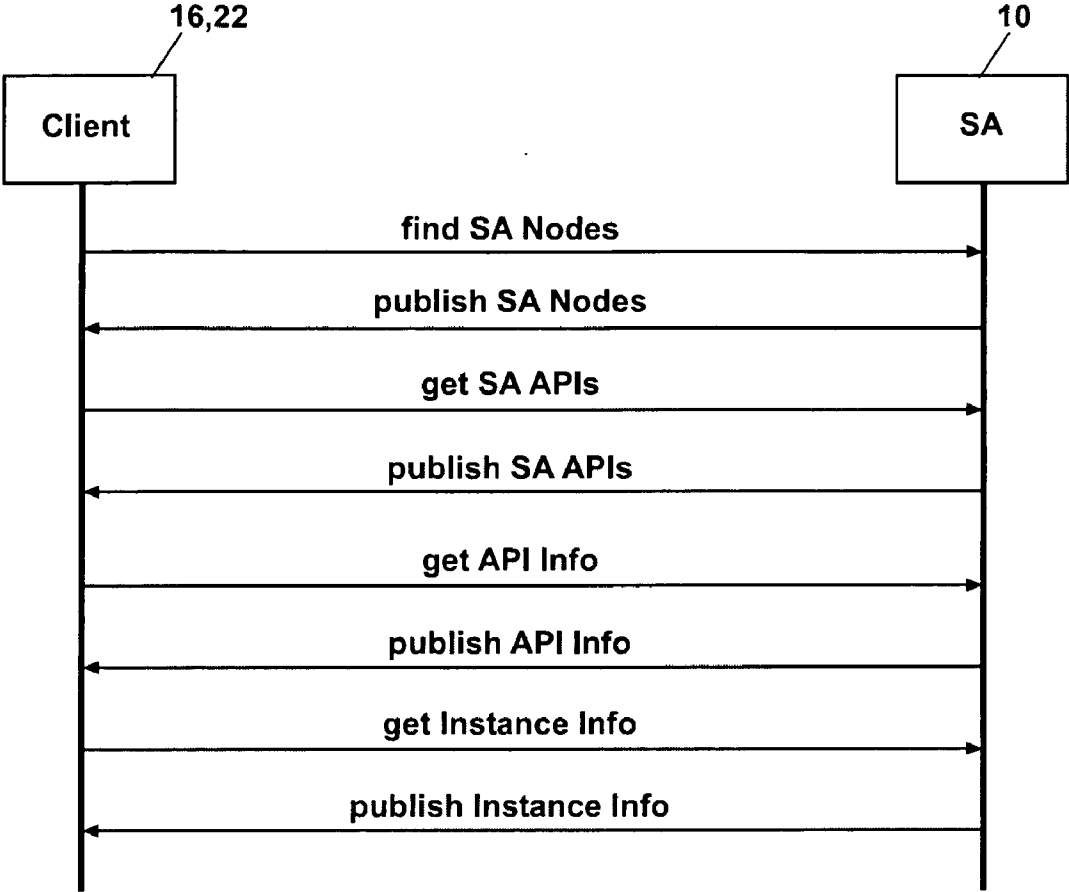 16,22
10
Client
SA
find SA Nodes
publish SA Nodes
get SA APIs
publish SA APIs
get API Info
publish API Info
get Instance Info
publish Instance Info